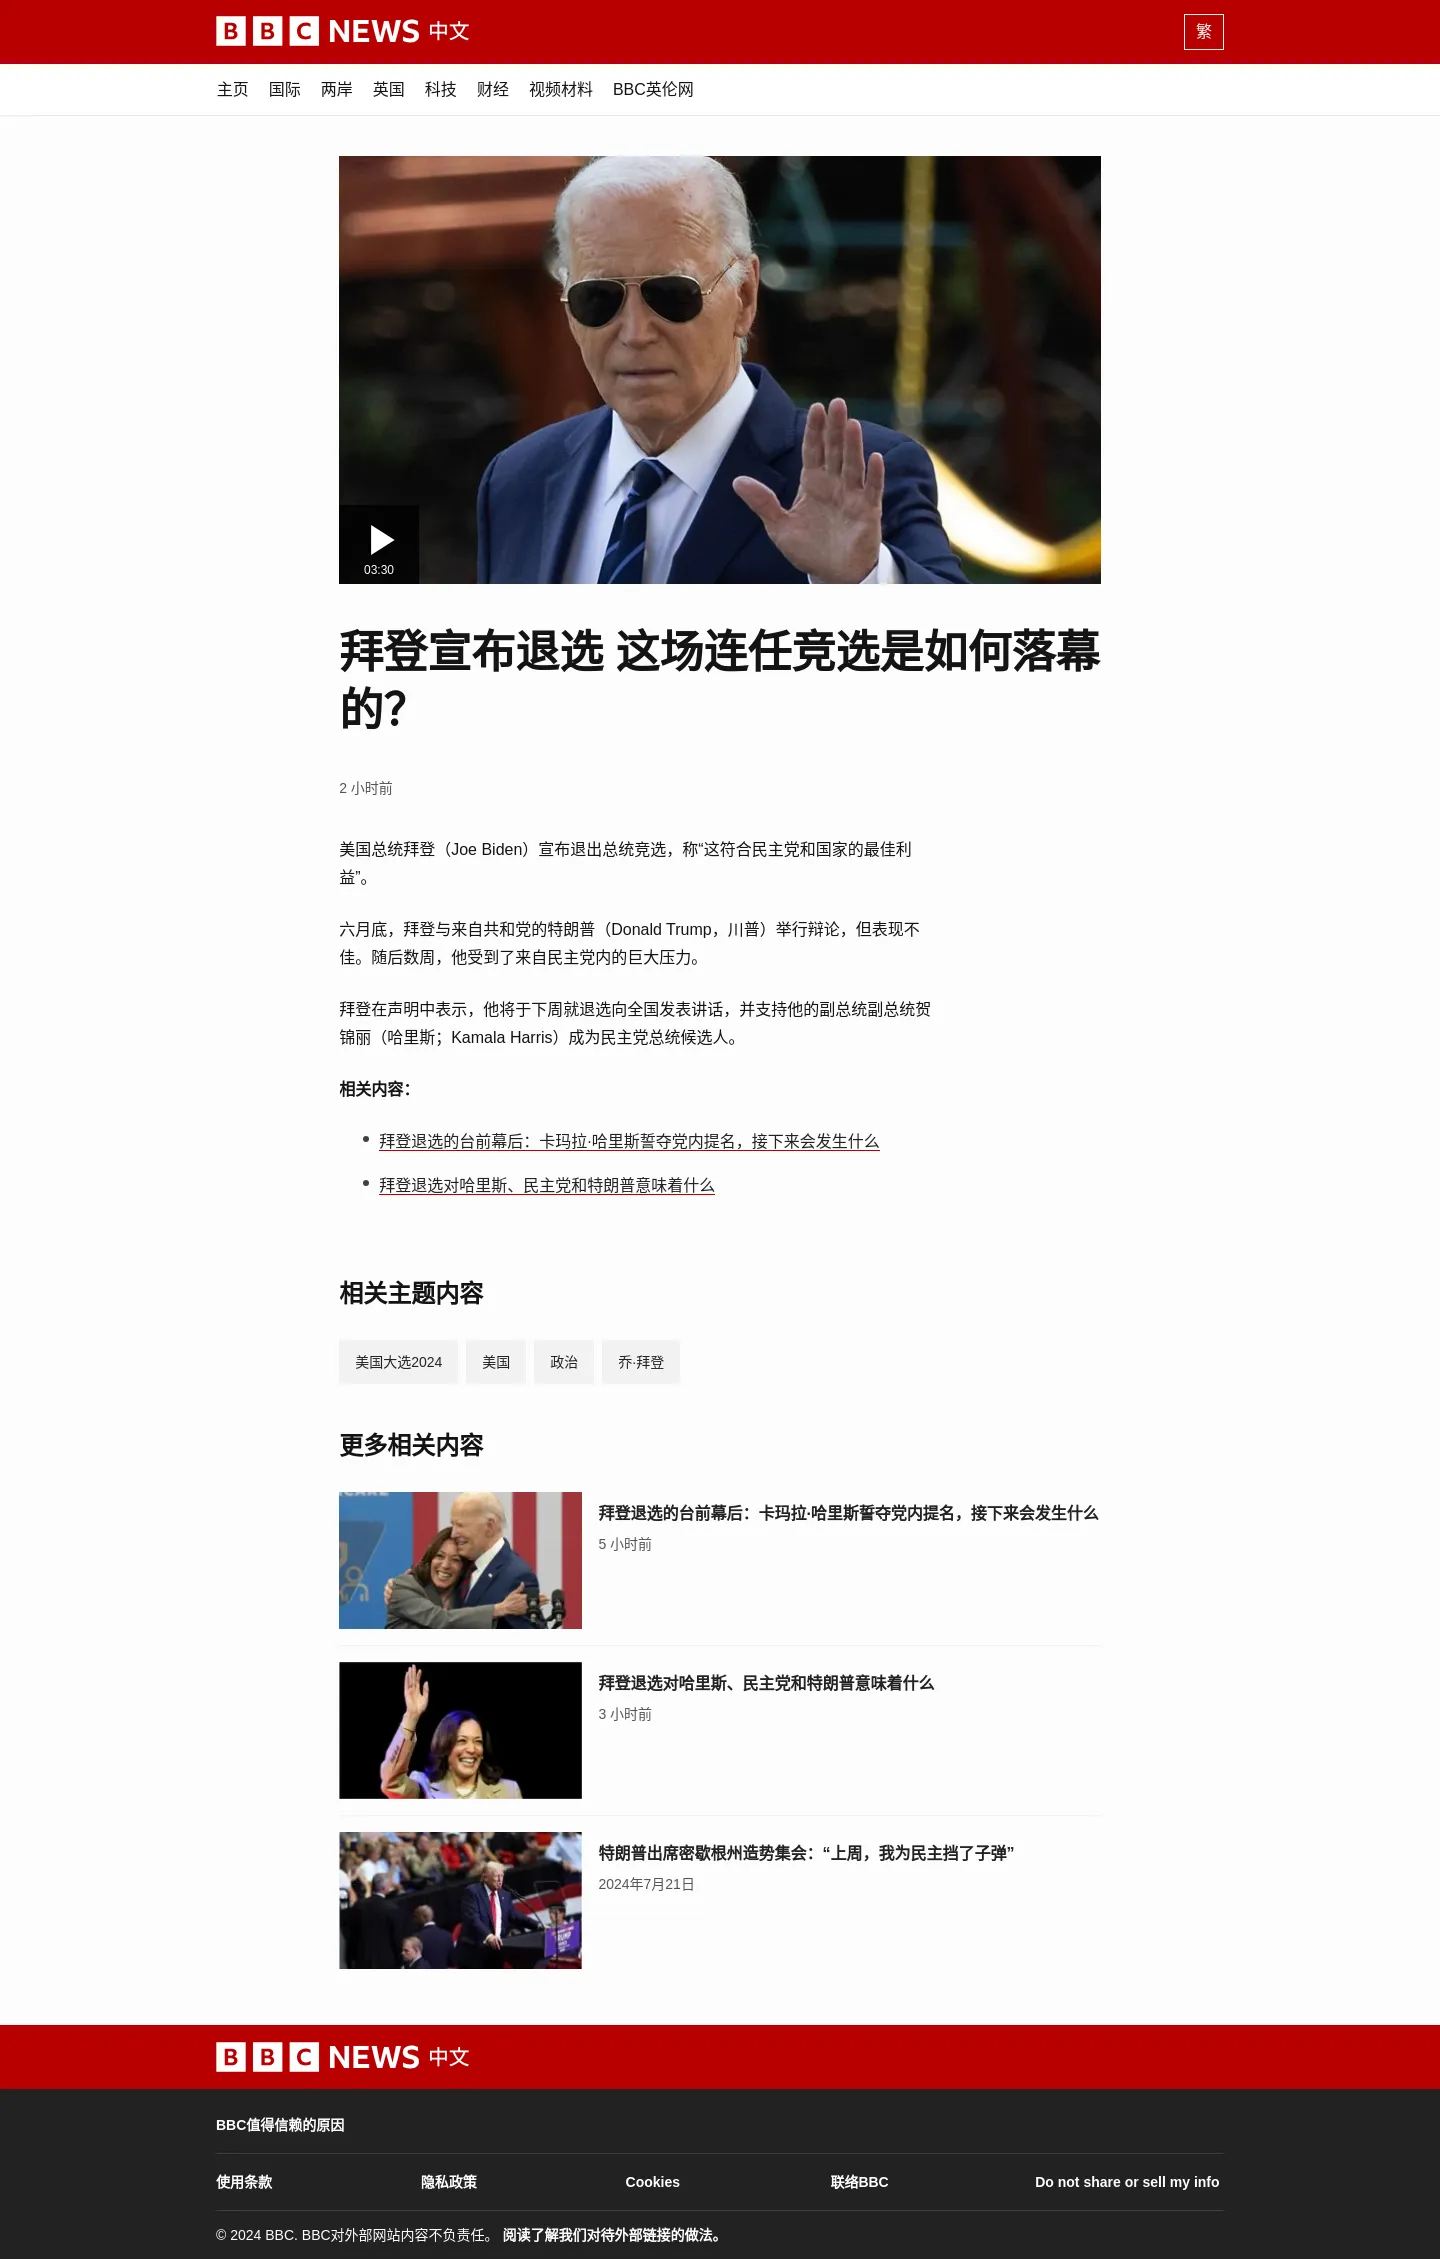 BBC NEWS 中文
繁
主页 国际 两岸 英国 科技 财经 视频材料 BBC英伦网
03:30
拜登宣布退选 这场连任竞选是如何落幕
的？
2 小时前
美国总统拜登（Joe Biden）宣布退出总统竞选，称“这符合民主党和国家的最佳利
益”。
六月底，拜登与来自共和党的特朗普（Donald Trump，川普）举行辩论，但表现不
佳。随后数周，他受到了来自民主党内的巨大压力。
拜登在声明中表示，他将于下周就退选向全国发表讲话，并支持他的副总统副总统贺
锦丽（哈里斯；Kamala Harris）成为民主党总统候选人。
相关内容：
拜登退选的台前幕后：卡玛拉·哈里斯誓夺党内提名，接下来会发生什么
拜登退选对哈里斯、民主党和特朗普意味着什么
相关主题内容
美国大选2024 美国 政治 乔·拜登
更多相关内容
拜登退选的台前幕后：卡玛拉·哈里斯誓夺党内提名，接下来会发生什么
5 小时前
拜登退选对哈里斯、民主党和特朗普意味着什么
3 小时前
特朗普出席密歇根州造势集会：“上周，我为民主挡了子弹”
2024年7月21日
TRUMP
BBC NEWS 中文
BBC值得信赖的原因
使用条款 隐私政策 Cookies 联络BBC Do not share or sell my info
© 2024 BBC. BBC对外部网站内容不负责任。 阅读了解我们对待外部链接的做法。